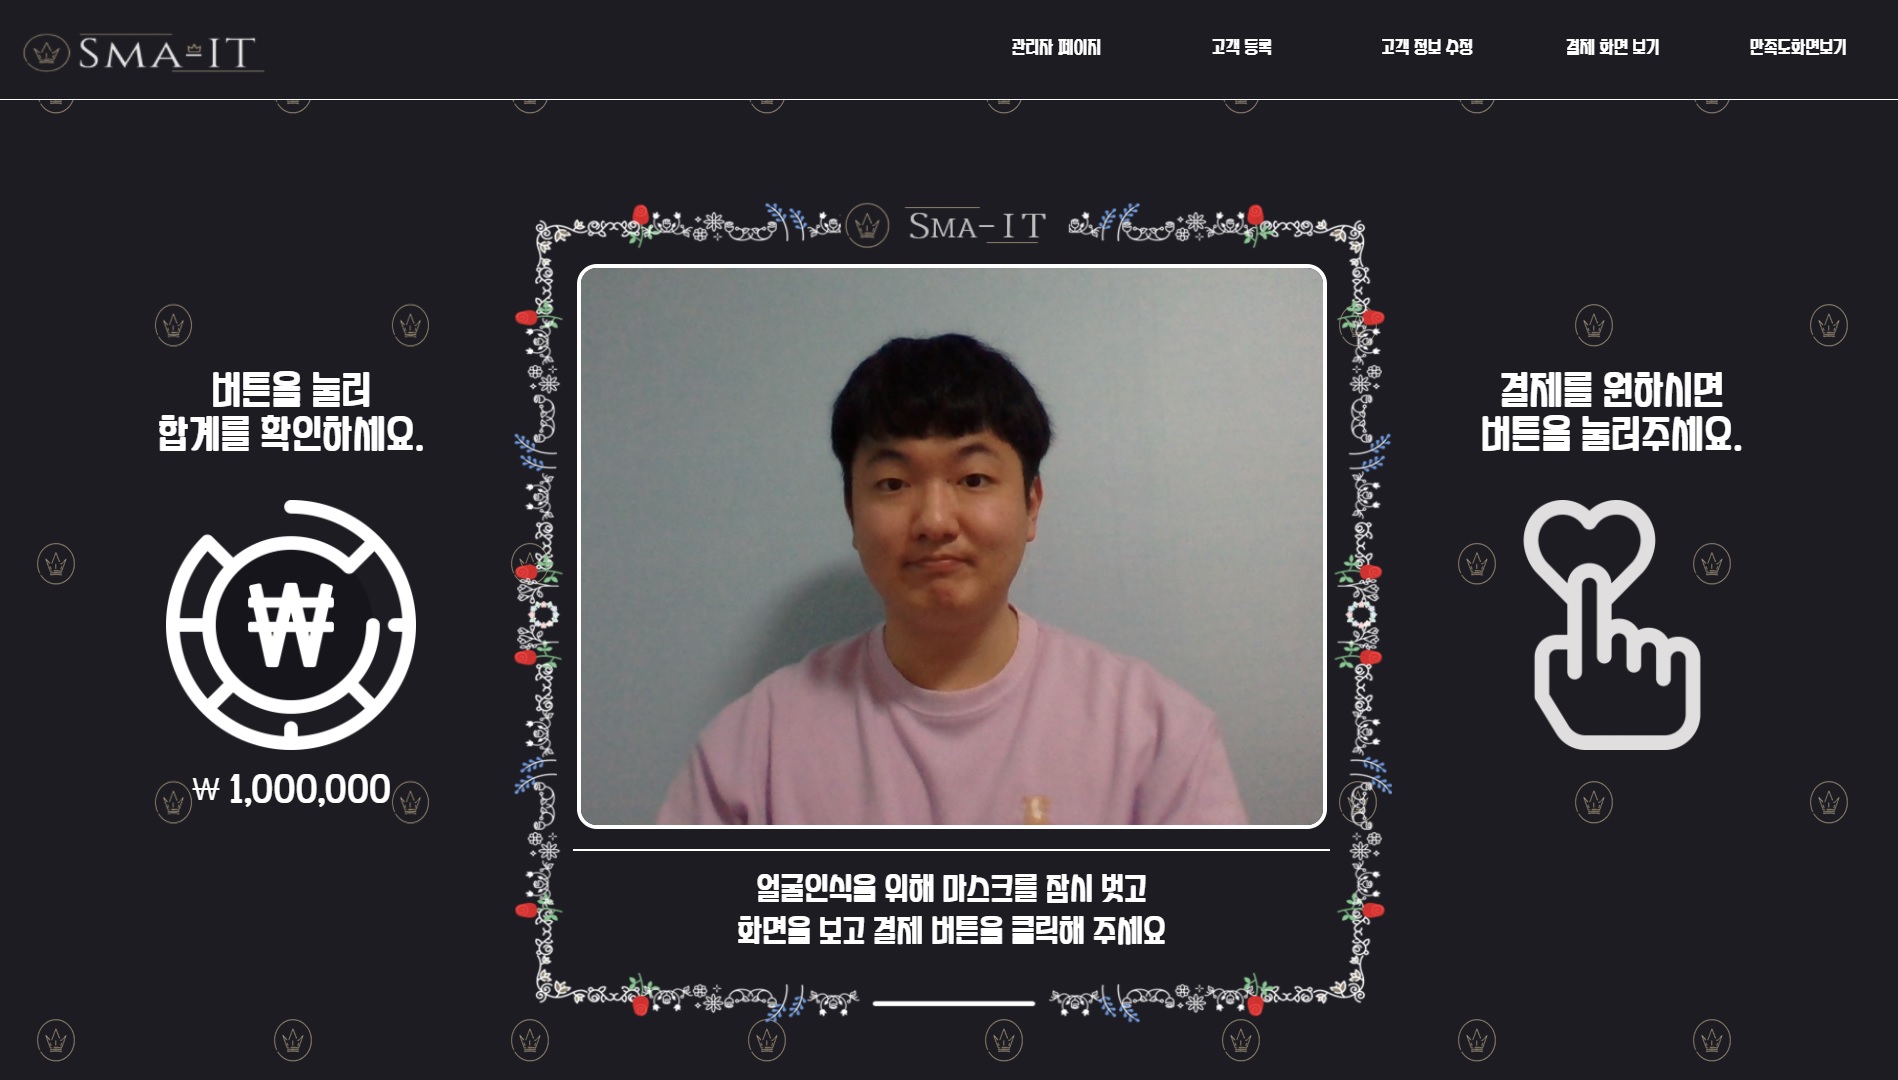 SMA-IT
관리자 페이지
고객 등록
고객 정보 수정
결제 화면 보기
만족도화면보기
SMA-IT
버튼을 눌러
합계를 확인하세요.
₩
₩ 1,000,000
결제를 원하시면
버튼을 눌러주세요.
얼굴인식을 위해 마스크를 잠시 벗고
화면을 보고 결제 버튼을 클릭해 주세요